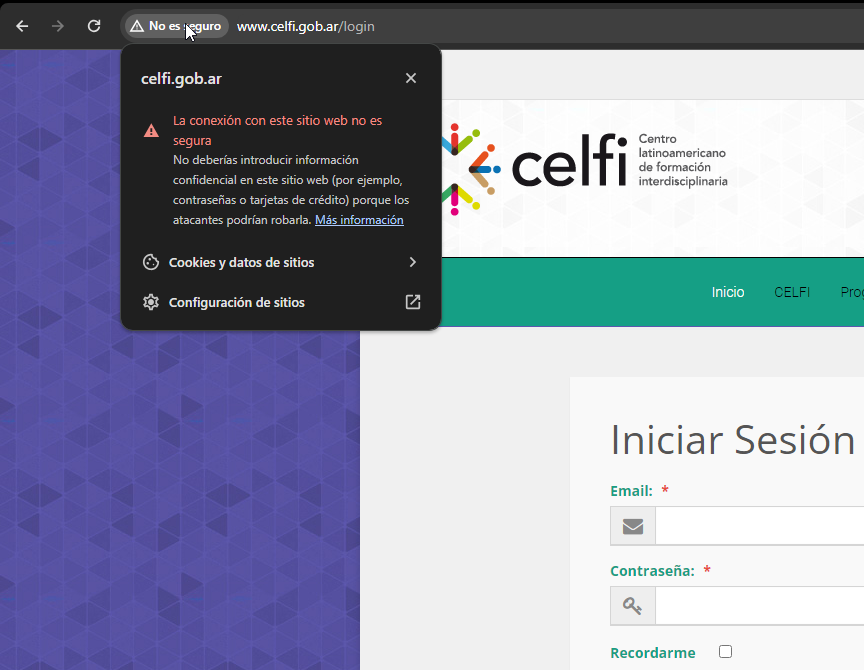 No es seguro
www.celfi.gob.ar/login
celfi.gob.ar
La conexión con este sitio web no es
segura
No deberías introducir información
confidencial en este sitio web (por ejemplo,
contraseñas o tarjetas de crédito) porque los
atacantes podrían robarla. Más información
Cookies y datos de sitios
Configuración de sitios
celfi
Centro
latinoamericano
de formación
interdisciplinaria
Inicio
CELFI
Prog
Iniciar Sesión
Email: *
Contraseña: *
Recordarme